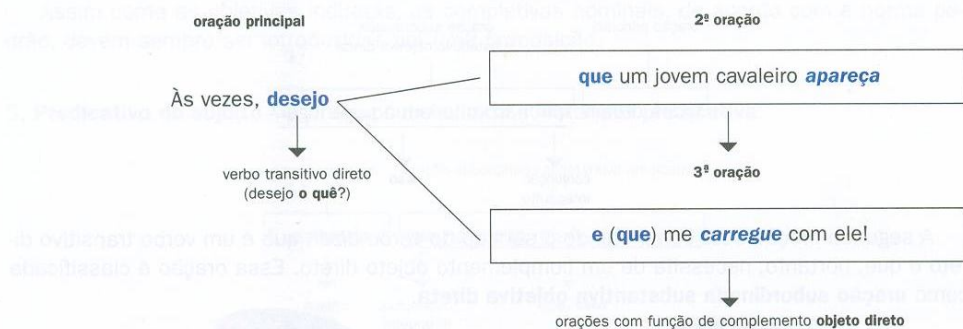 oração principal
2ª oração
que um jovem cavaleiro apareça
Às vezes, desejo
verbo transitivo direto
(desejo o quê?)
3ª oração
e (que) me carregue com ele!
orações com função de complemento objeto direto